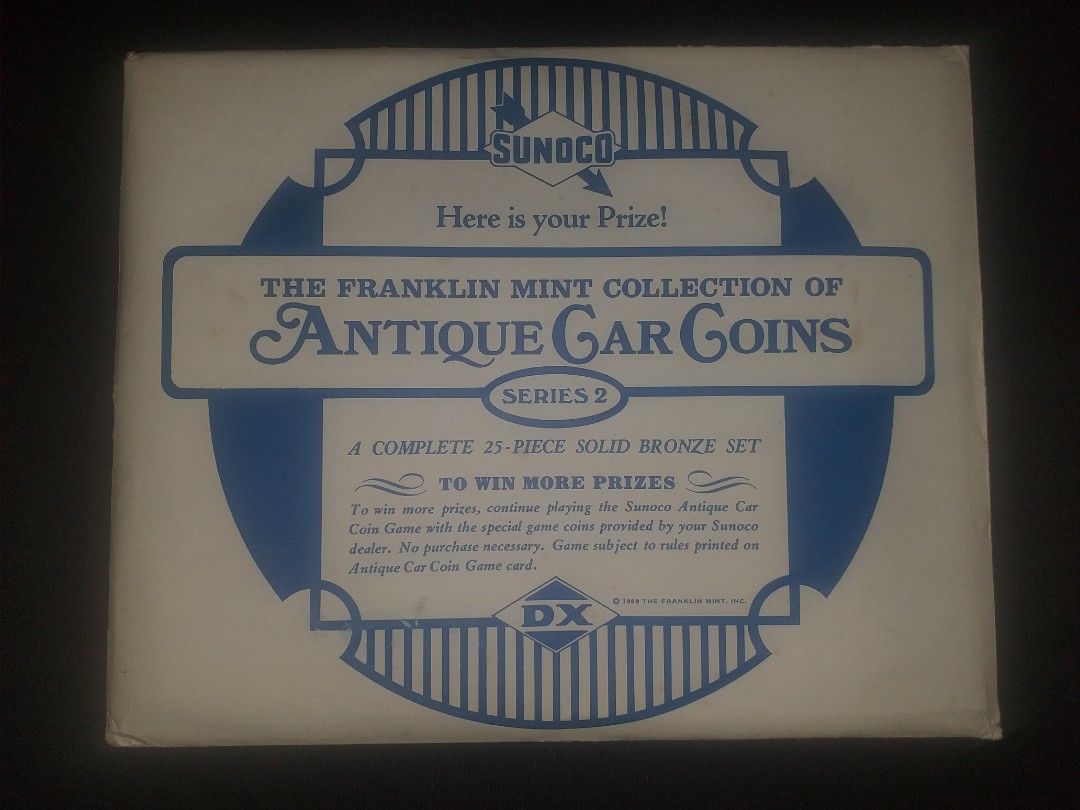 SUNOCO
Here is your Prize!
THE FRANKLIN MINT COLLECTION OF
ANTIQUE CAR COINS
SERIES 2
A COMPLETE 25-PIECE SOLID BRONZE SET
TO WIN MORE PRIZES
To win more prizes, continue playing the Sunoco Antique Car
Coin Game with the special game coins provided by your Sunoco
dealer. No purchase necessary. Game subject to rules printed on
Antique Car Coin Game card.
© 1969 THE FRANKLIN MINT, INC.
DX